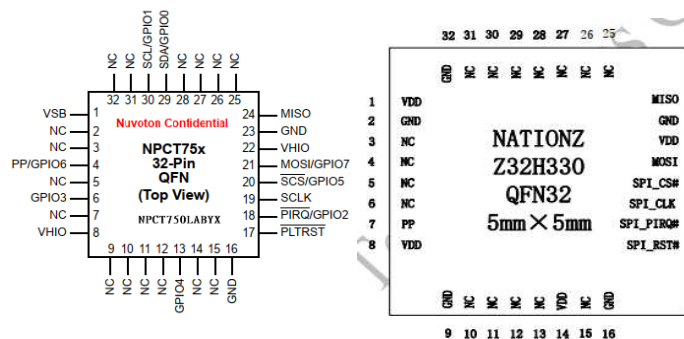 NC
NC
SCL/GPIO1
SDA/GPIO0
NC
NC
NC
NC
32 31 30 29 28 27 26 25
VSB 1
NC 2
NC 3
PP/GPIO6 4
NC 5
GPIO3 6
NC 7
VHIO 8
Nuvoton Confidential
NPCT75x
32-Pin
QFN
(Top View)
NPCT750LABYX
24 MISO
23 GND
22 VHIO
21 MOSI/GPIO7
20 SCS/GPIO5
19 SCLK
18 PIRQ/GPIO2
17 PLTRST
9 10 11 12 13 14 15 16
NC
NC
NC
NC
GPIO4
NC
NC
GND
32 31 30 29 28 27 26 25
GND NC NC NC NC NC NC NC
1 VDD
2 GND
3 NC
4 NC
5 NC
6 NC
7 PP
8 VDD
NATIONZ
Z32H330
QFN32
5mm×5mm
MISO
GND
VDD
MOSI
SPI_CS#
SPI_CLK
SPI_PIRQ#
SPI_RST#
GND NC NC NC NC VDD NC GND
9 10 11 12 13 14 15 16